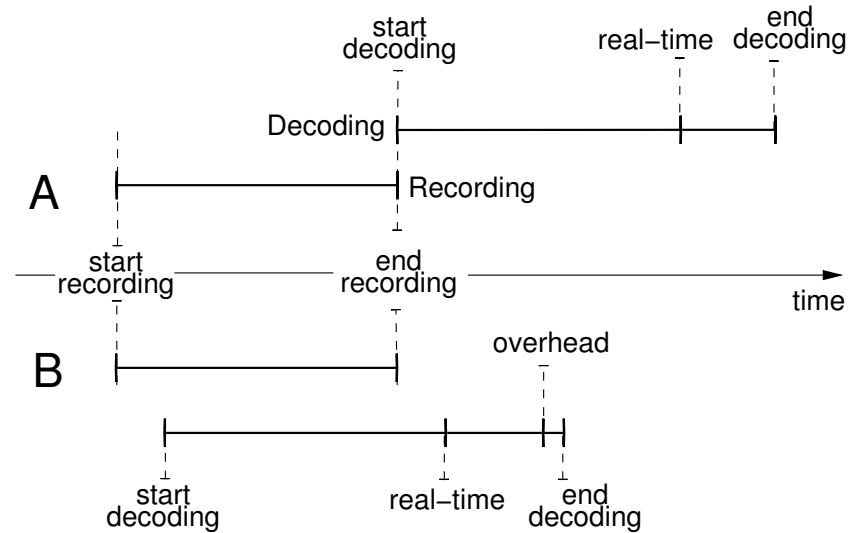 start
decoding
real−time
end
decoding
Decoding
A
Recording
start
recording
end
recording
time
B
overhead
start
decoding
real−time
end
decoding